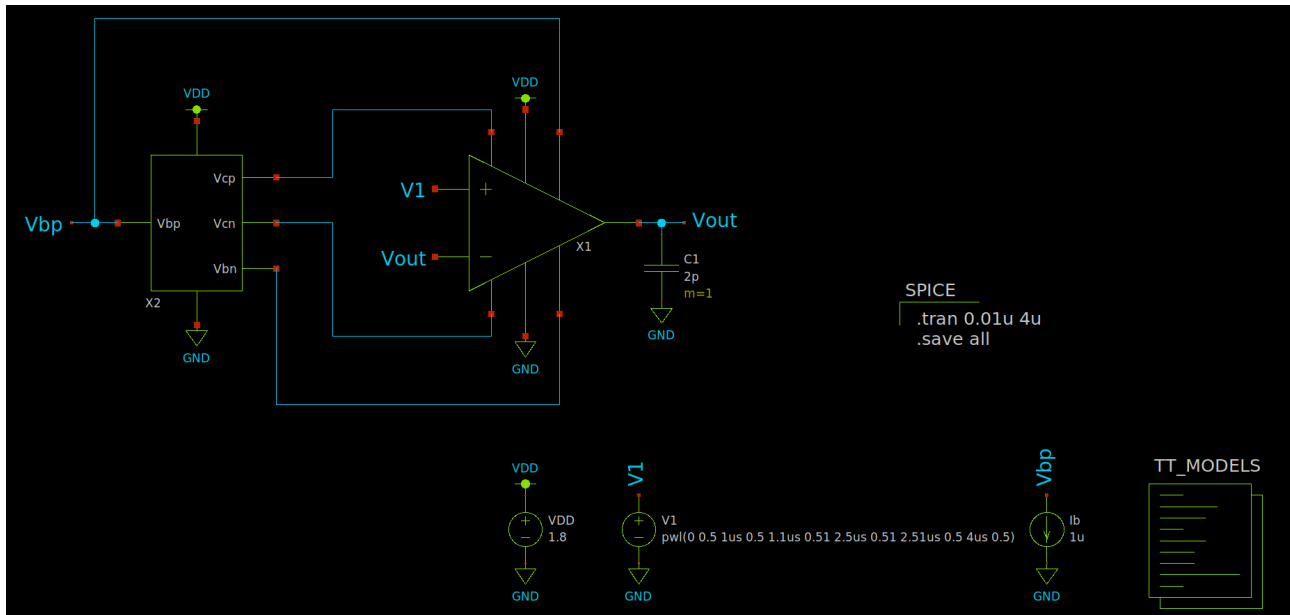 VDD
VDD
Vcp
V1
+
Vbp
Vbp
Vcn
Vout
X1
Vout
−
C1
2p
m=1
Vbn
X2
GND
GND
GND
SPICE
.tran 0.01u 4u
.save all
VDD
V1
Vbp
TT_MODELS
+
−
VDD
1.8
+
−
V1
pwl(0 0.5 1us 0.5 1.1us 0.51 2.5us 0.51 2.51us 0.5 4us 0.5)
Ib
1u
GND
GND
GND